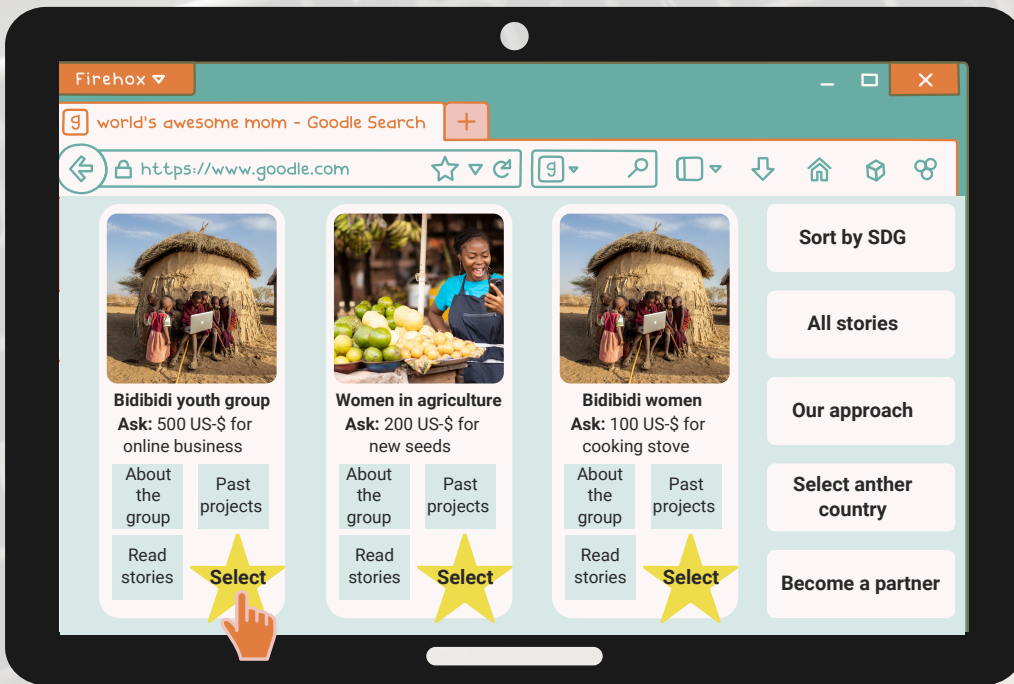 Firehox
world's awesome mom - Goodle Search
https://www.goodle.com
g
g
Bidibidi youth group
Ask: 500 US-$ for
online business
About
the
group
Past
projects
Read
stories
Select
Women in agriculture
Ask: 200 US-$ for
new seeds
About
the
group
Past
projects
Read
stories
Select
Bidibidi women
Ask: 100 US-$ for
cooking stove
About
the
group
Past
projects
Read
stories
Select
Sort by SDG
All stories
Our approach
Select anther
country
Become a partner